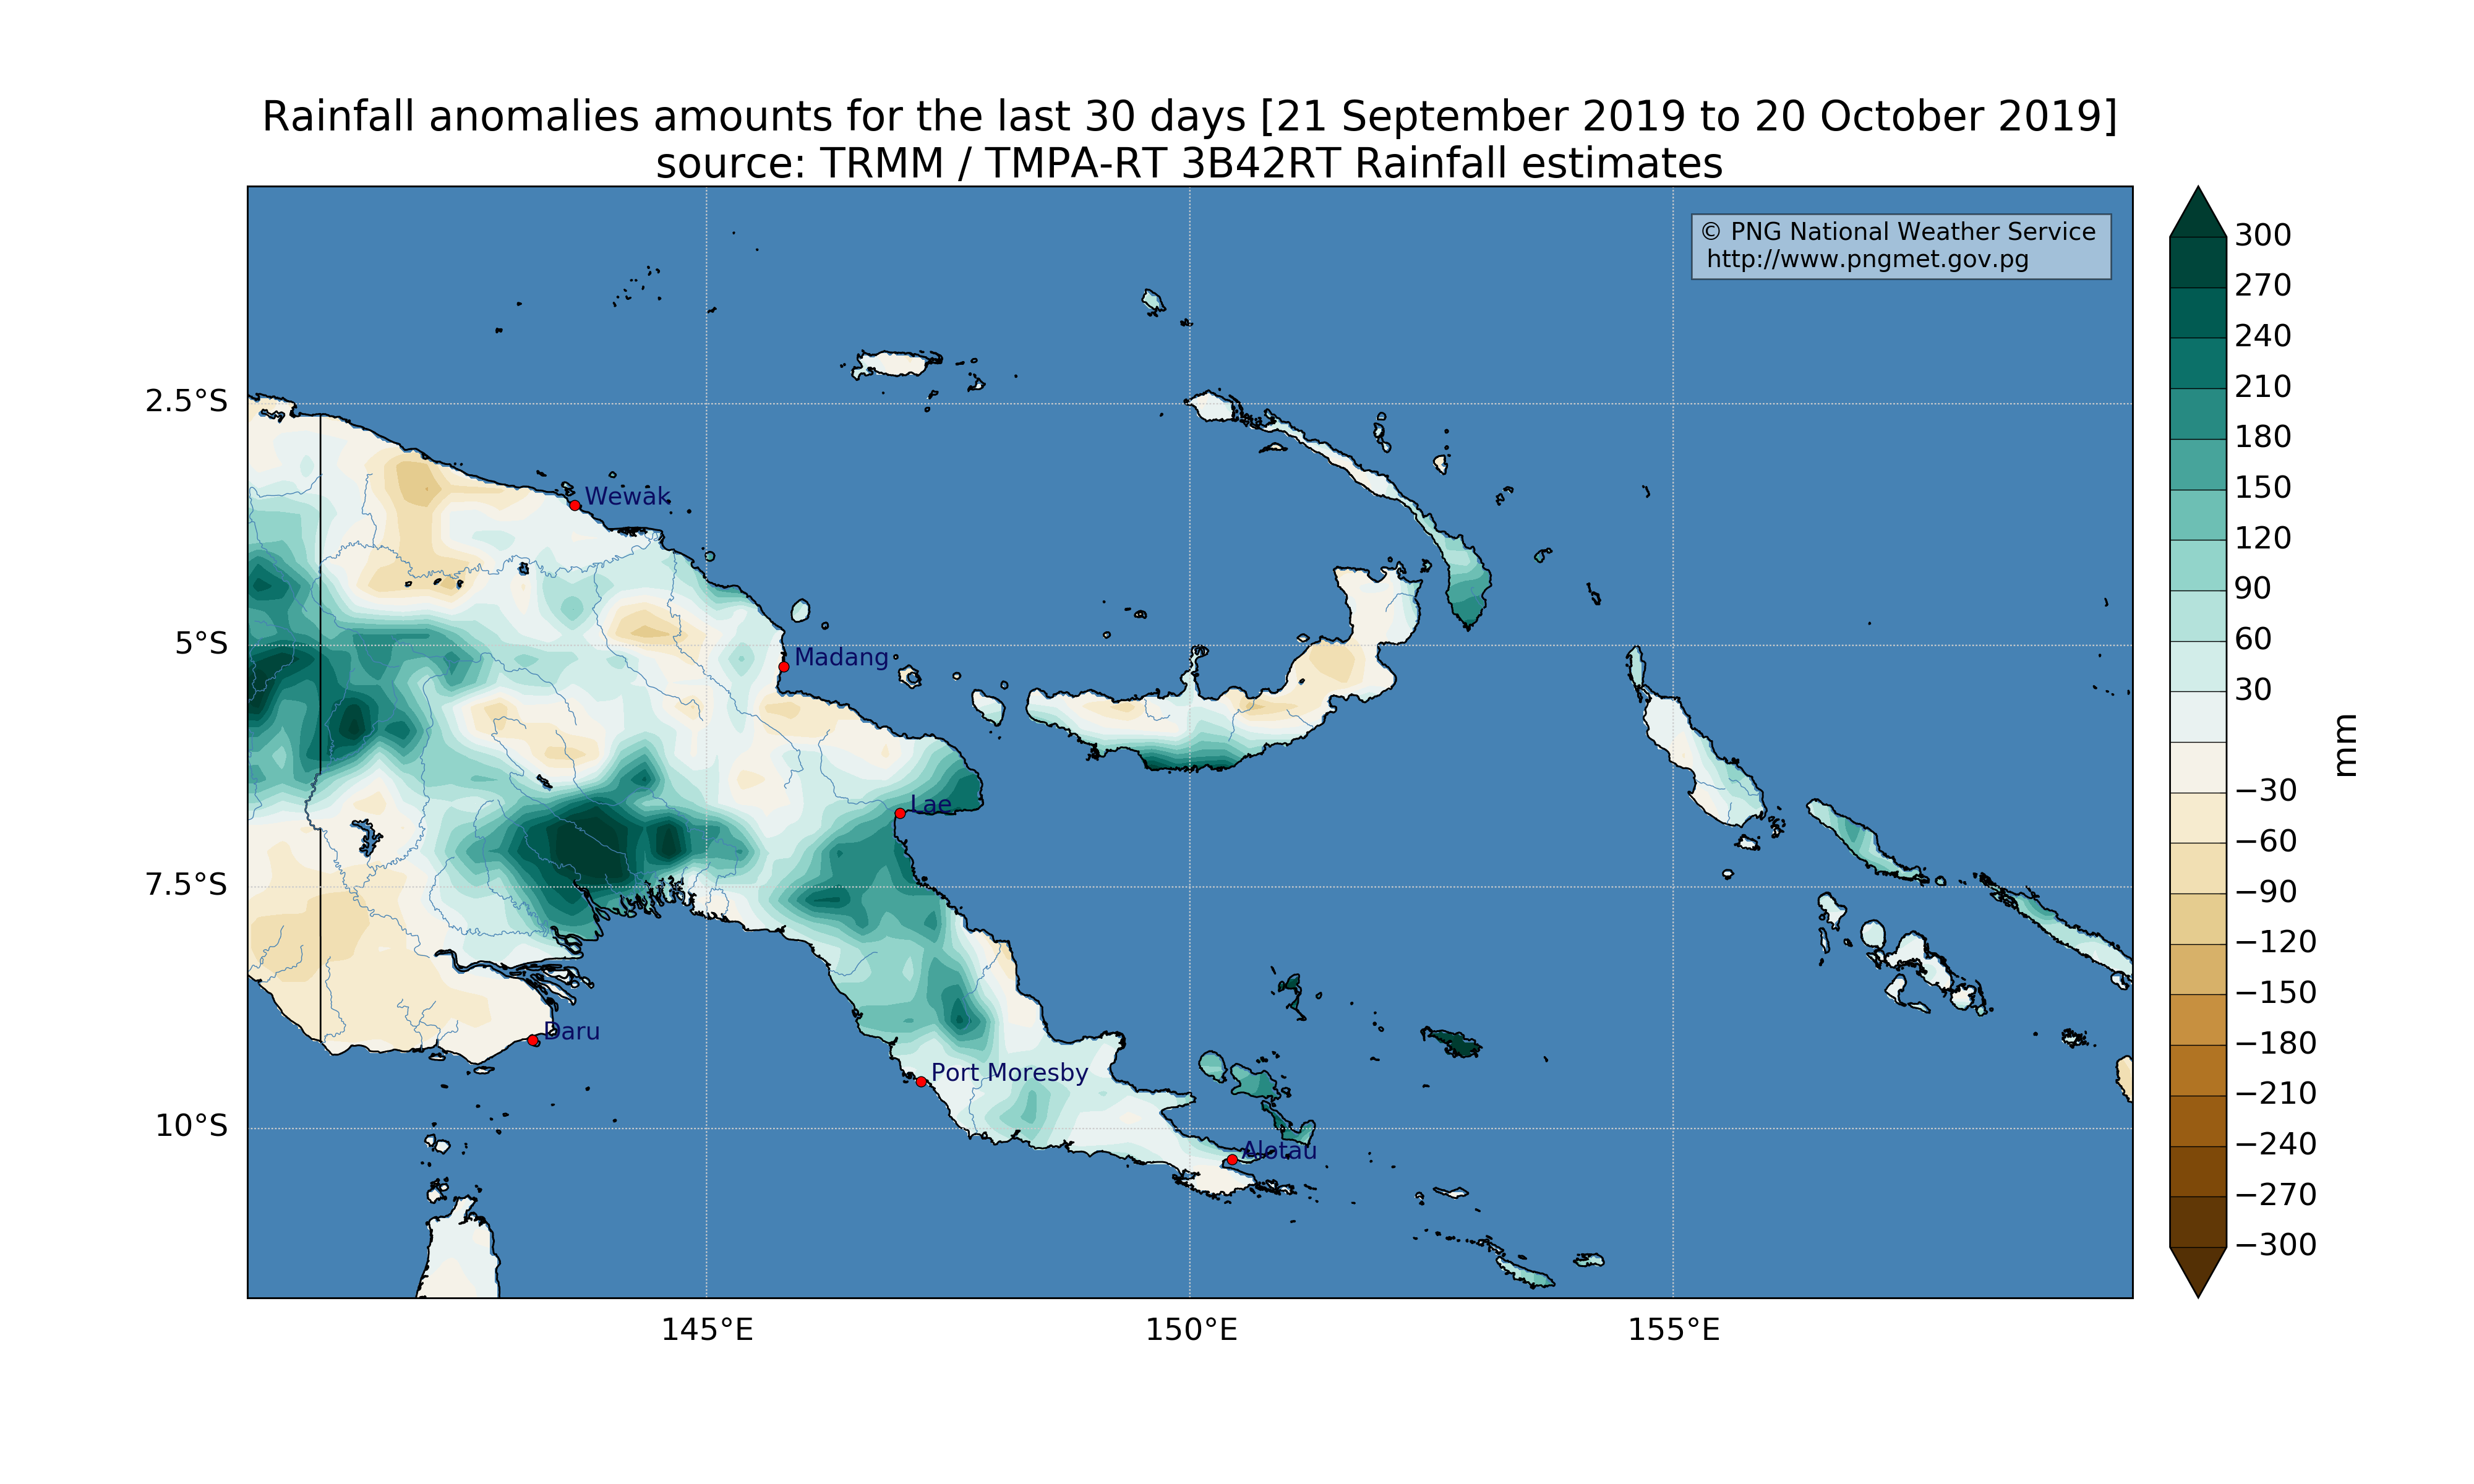 Rainfall anomalies amounts for the last 30 days [21 September 2019 to 20 October 2019]
source: TRMM / TMPA-RT 3B42RT Rainfall estimates
© PNG National Weather Service
http://www.pngmet.gov.pg
2.5°S
5°S
7.5°S
10°S
Wewak
Madang
Lae
Daru
Port Moresby
Alotau
145°E
150°E
155°E
300
270
240
210
180
150
120
90
60
30
−30
−60
−90
−120
−150
−180
−210
−240
−270
−300
mm